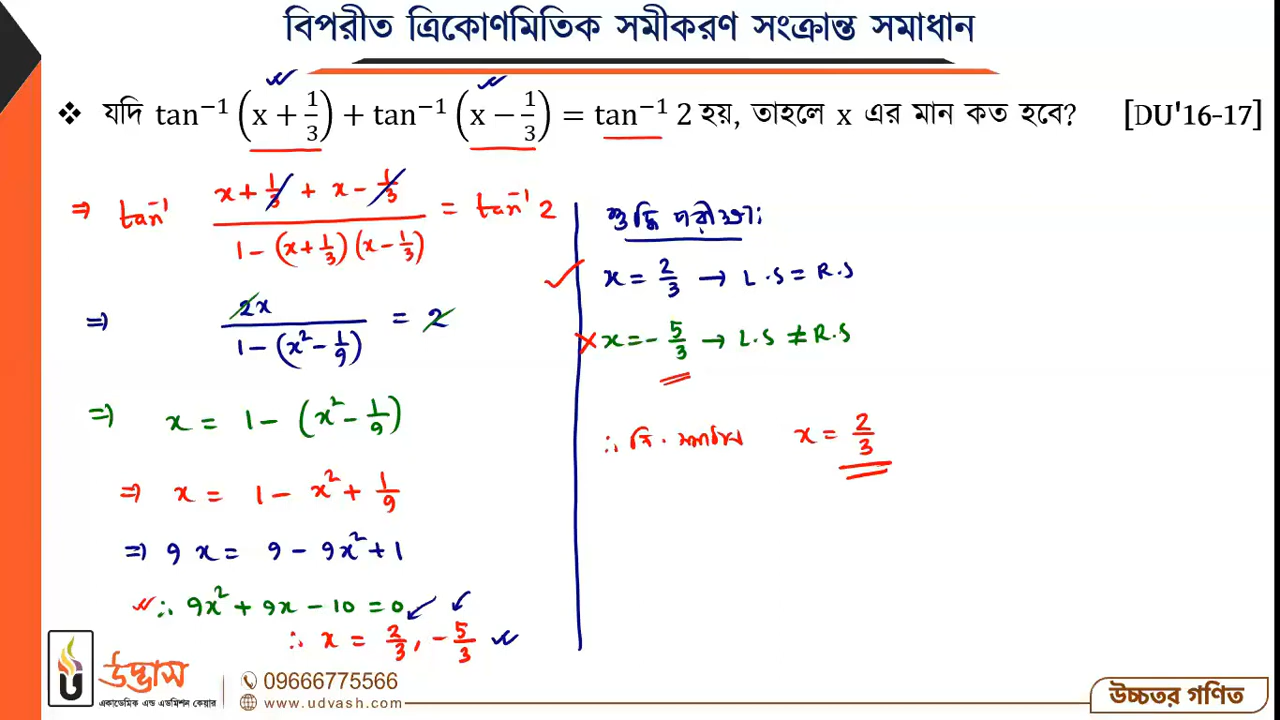 বিপরীত ত্রিকোণমিতিক সমীকরণ সংক্রান্ত সমাধান
❖ যদি tan⁻¹ (x + 1/3) + tan⁻¹ (x − 1/3) = tan⁻¹ 2 হয়, তাহলে x এর মান কত হবে? [DU'16-17]
⇒ tan⁻¹ (x + 1/3 + x − 1/3) / (1 − (x + 1/3)(x − 1/3)) = tan⁻¹ 2
⇒ 2x / (1 − (x² − 1/9)) = 2
⇒ x = 1 − (x² − 1/9)
⇒ x = 1 − x² + 1/9
⇒ 9x = 9 − 9x² + 1
∴ 9x² + 9x − 10 = 0
∴ x = 2/3, −5/3
শুদ্ধি পরীক্ষা:
x = 2/3 → L.S = R.S
x = −5/3 → L.S ≠ R.S
∴ নি. সমাধান x = 2/3
উদ্ভাস
একাডেমিক এন্ড এডমিশন কেয়ার
09666775566
www.udvash.com
উচ্চতর গণিত